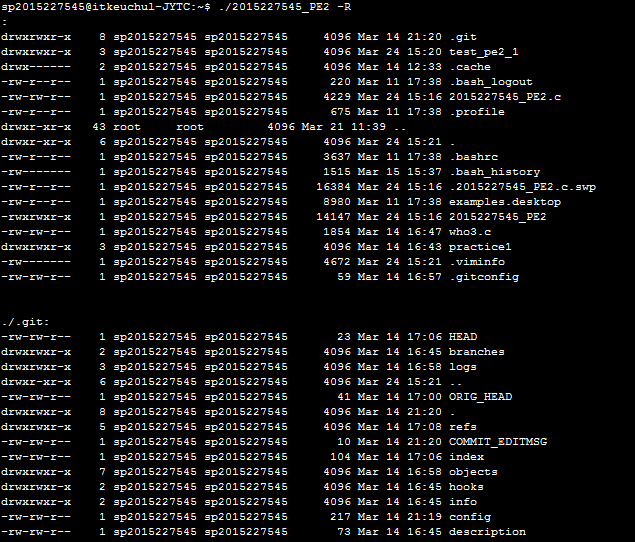 sp2015227545@itkeuchul-JYTC:~$ ./2015227545_PE2 -R
:
drwxrwxr-x    8 sp2015227545 sp2015227545      4096 Mar 14 21:20 .git
drwxrwxr-x    3 sp2015227545 sp2015227545      4096 Mar 24 15:20 test_pe2_1
drwx------    2 sp2015227545 sp2015227545      4096 Mar 14 12:33 .cache
-rw-r--r--    1 sp2015227545 sp2015227545       220 Mar 11 17:38 .bash_logout
-rw-rw-r--    1 sp2015227545 sp2015227545      4229 Mar 24 15:16 2015227545_PE2.c
-rw-r--r--    1 sp2015227545 sp2015227545       675 Mar 11 17:38 .profile
drwxr-xr-x   43 root     root          4096 Mar 21 11:39 ..
drwxr-xr-x    6 sp2015227545 sp2015227545      4096 Mar 24 15:21 .
-rw-r--r--    1 sp2015227545 sp2015227545      3637 Mar 11 17:38 .bashrc
-rw-------    1 sp2015227545 sp2015227545      1515 Mar 15 15:37 .bash_history
-rw-r--r--    1 sp2015227545 sp2015227545     16384 Mar 24 15:16 .2015227545_PE2.c.swp
-rw-r--r--    1 sp2015227545 sp2015227545      8980 Mar 11 17:38 examples.desktop
-rwxrwxr-x    1 sp2015227545 sp2015227545     14147 Mar 24 15:16 2015227545_PE2
-rw-rw-r--    1 sp2015227545 sp2015227545      1854 Mar 14 16:47 who3.c
drwxrwxr-x    3 sp2015227545 sp2015227545      4096 Mar 14 16:43 practice1
-rw-------    1 sp2015227545 sp2015227545      4672 Mar 24 15:21 .viminfo
-rw-rw-r--    1 sp2015227545 sp2015227545        59 Mar 14 16:57 .gitconfig
./.git:
-rw-rw-r--    1 sp2015227545 sp2015227545        23 Mar 14 17:06 HEAD
drwxrwxr-x    2 sp2015227545 sp2015227545      4096 Mar 14 16:45 branches
drwxrwxr-x    3 sp2015227545 sp2015227545      4096 Mar 14 16:58 logs
drwxr-xr-x    6 sp2015227545 sp2015227545      4096 Mar 24 15:21 ..
-rw-rw-r--    1 sp2015227545 sp2015227545        41 Mar 14 17:00 ORIG_HEAD
drwxrwxr-x    8 sp2015227545 sp2015227545      4096 Mar 14 21:20 .
drwxrwxr-x    5 sp2015227545 sp2015227545      4096 Mar 14 17:08 refs
-rw-rw-r--    1 sp2015227545 sp2015227545        10 Mar 14 21:20 COMMIT_EDITMSG
-rw-rw-r--    1 sp2015227545 sp2015227545       104 Mar 14 17:06 index
drwxrwxr-x    7 sp2015227545 sp2015227545      4096 Mar 14 16:58 objects
drwxrwxr-x    2 sp2015227545 sp2015227545      4096 Mar 14 16:45 hooks
drwxrwxr-x    2 sp2015227545 sp2015227545      4096 Mar 14 16:45 info
-rw-rw-r--    1 sp2015227545 sp2015227545       217 Mar 14 21:19 config
-rw-rw-r--    1 sp2015227545 sp2015227545        73 Mar 14 16:45 description